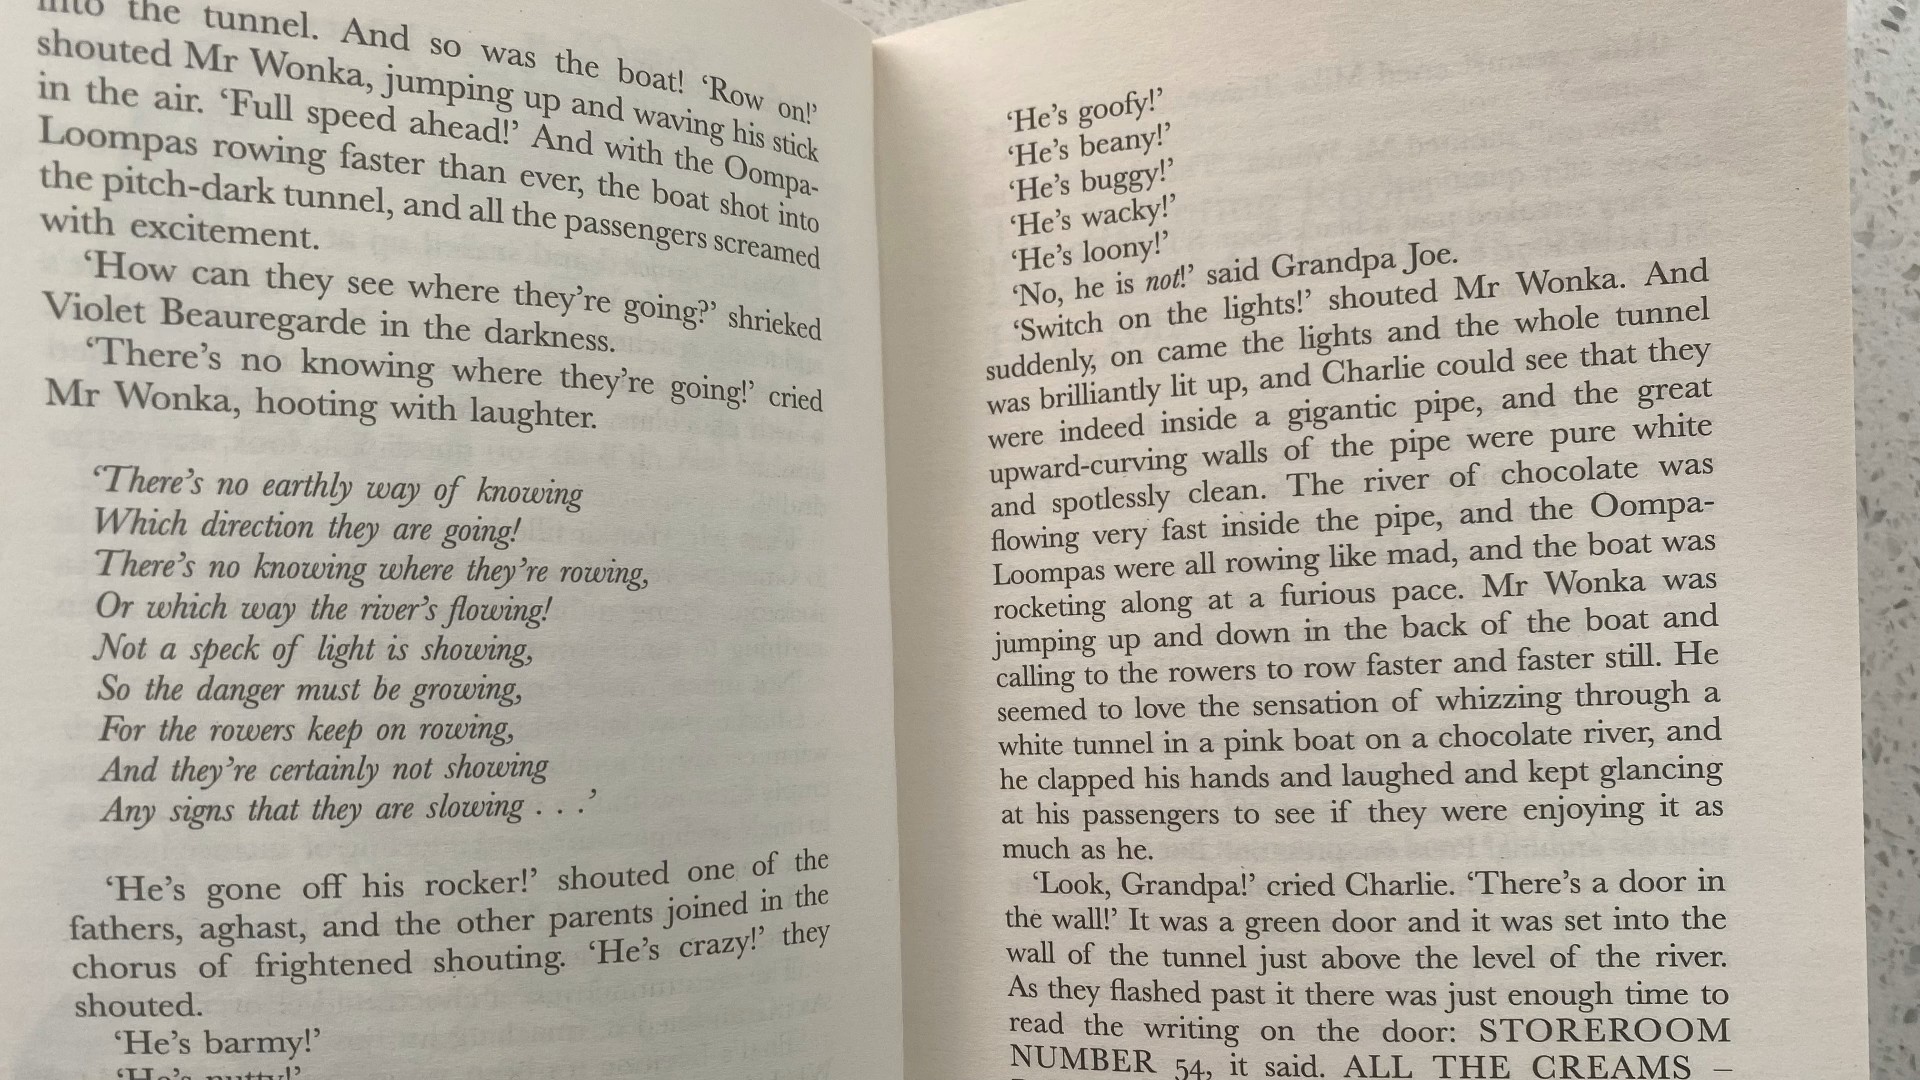 into the tunnel. And so was the boat! ‘Row on!’
shouted Mr Wonka, jumping up and waving his stick
in the air. ‘Full speed ahead!’ And with the Oompa-
Loompas rowing faster than ever, the boat shot into
the pitch-dark tunnel, and all the passengers screamed
with excitement.
‘How can they see where they’re going?’ shrieked
Violet Beauregarde in the darkness.
‘There’s no knowing where they’re going!’ cried
Mr Wonka, hooting with laughter.
‘There’s no earthly way of knowing
Which direction they are going!
There’s no knowing where they’re rowing,
Or which way the river’s flowing!
Not a speck of light is showing,
So the danger must be growing,
For the rowers keep on rowing,
And they’re certainly not showing
Any signs that they are slowing . . .’
‘He’s gone off his rocker!’ shouted one of the
fathers, aghast, and the other parents joined in the
chorus of frightened shouting. ‘He’s crazy!’ they
shouted.
‘He’s barmy!’
‘He’s nutty!’
‘He’s goofy!’
‘He’s beany!’
‘He’s buggy!’
‘He’s wacky!’
‘He’s loony!’
‘No, he is not!’ said Grandpa Joe.
‘Switch on the lights!’ shouted Mr Wonka. And
suddenly, on came the lights and the whole tunnel
was brilliantly lit up, and Charlie could see that they
were indeed inside a gigantic pipe, and the great
upward-curving walls of the pipe were pure white
and spotlessly clean. The river of chocolate was
flowing very fast inside the pipe, and the Oompa-
Loompas were all rowing like mad, and the boat was
rocketing along at a furious pace. Mr Wonka was
jumping up and down in the back of the boat and
calling to the rowers to row faster and faster still. He
seemed to love the sensation of whizzing through a
white tunnel in a pink boat on a chocolate river, and
he clapped his hands and laughed and kept glancing
at his passengers to see if they were enjoying it as
much as he.
‘Look, Grandpa!’ cried Charlie. ‘There’s a door in
the wall!’ It was a green door and it was set into the
wall of the tunnel just above the level of the river.
As they flashed past it there was just enough time to
read the writing on the door: STOREROOM
NUMBER 54, it said. ALL THE CREAMS –